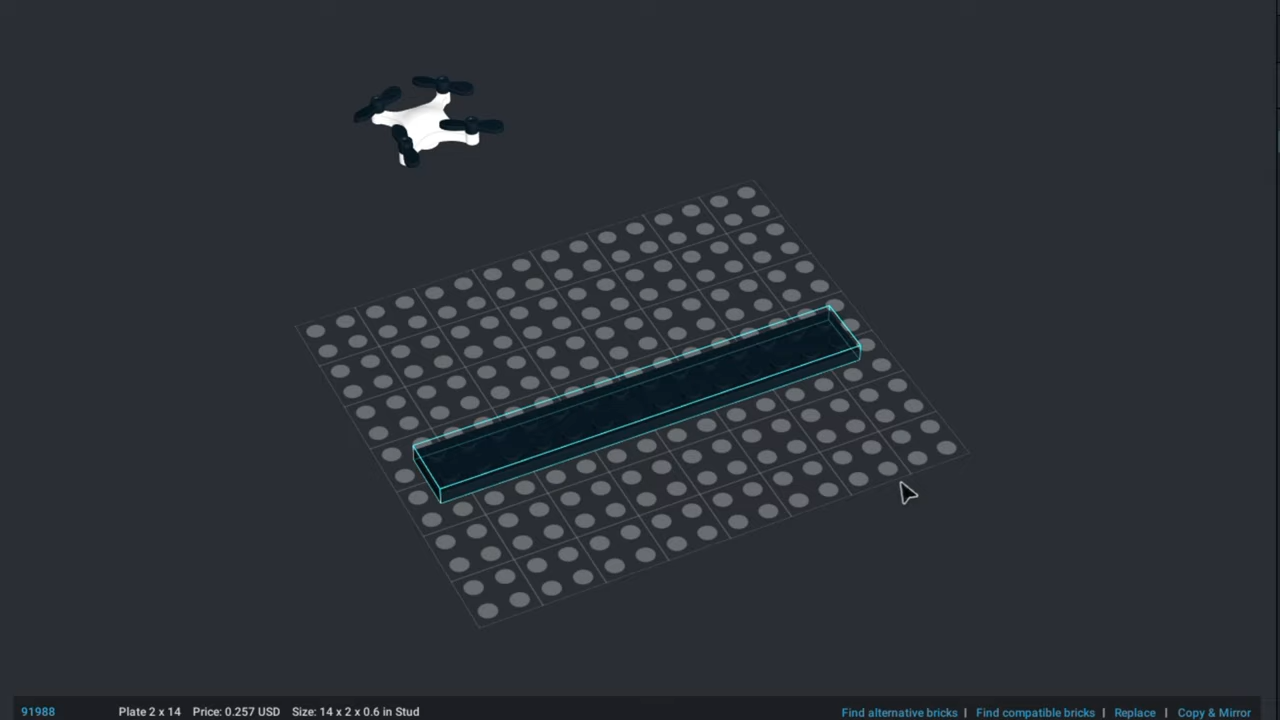 91988 Plate 2 x 14 Price: 0.257 USD Size: 14 x 2 x 0.6 in Stud Find alternative bricks | Find compatible bricks | Replace | Copy & Mirror